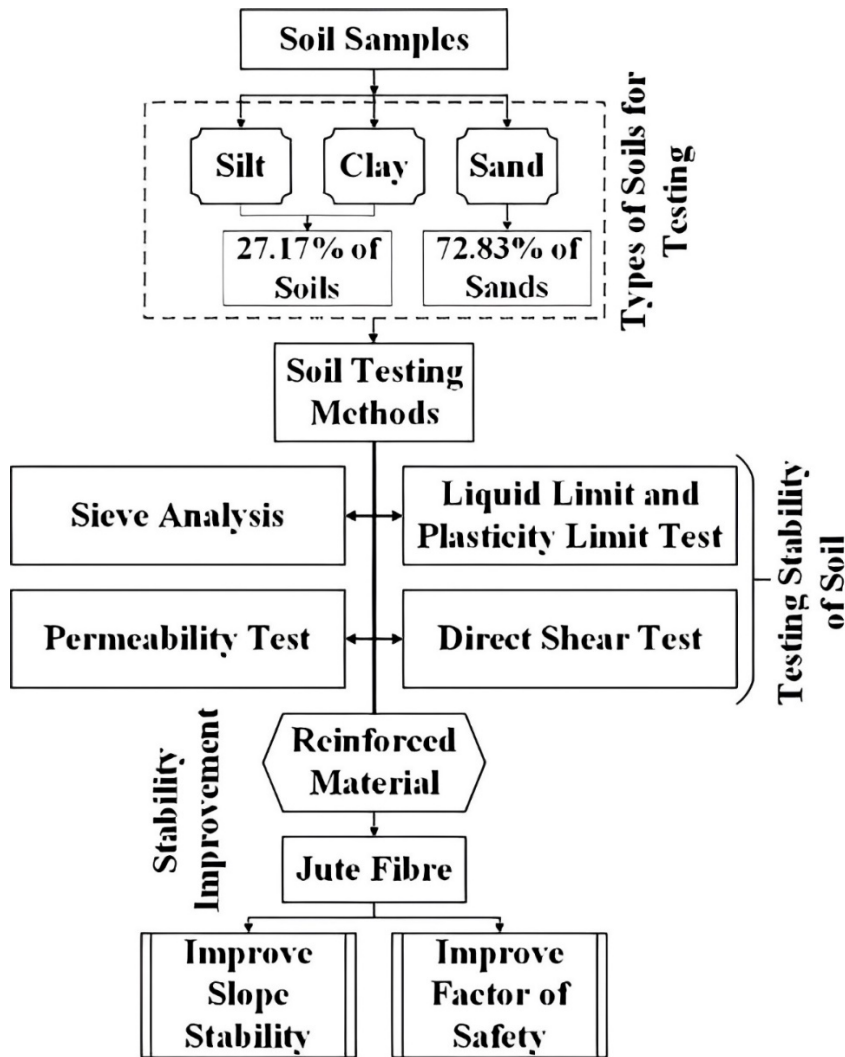 Soil Samples
Types of Soils for
Testing
Silt
Clay
Sand
27.17% of
Soils
72.83% of
Sands
Soil Testing
Methods
Sieve Analysis
Liquid Limit and
Plasticity Limit Test
Permeability Test
Direct Shear Test
Testing Stability
of Soil
Reinforced
Material
Stability
Improvement
Jute Fibre
Improve
Slope
Stability
Improve
Factor of
Safety